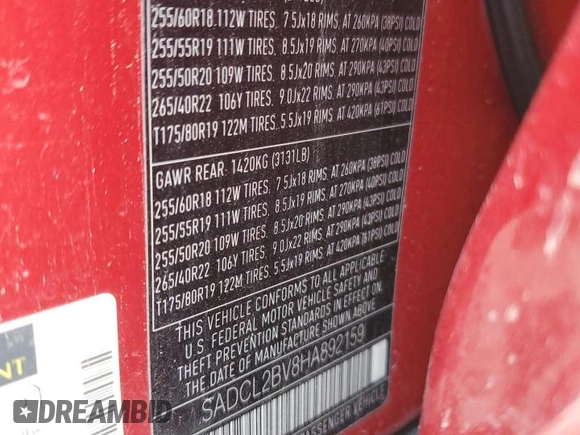 255/60R18 112W TIRES, 7.5Jx18 RIMS, AT 260KPA (38PSI) COLD
255/55R19 111W TIRES, 8.5Jx19 RIMS, AT 270KPA (40PSI) COLD
255/50R20 109W TIRES, 8.5Jx20 RIMS, AT 290KPA (43PSI) COLD
265/40R22 106Y TIRES, 9.0Jx22 RIMS, AT 290KPA (43PSI) COLD
T175/80R19 122M TIRES, 5.5Jx19 RIMS, AT 420KPA (61PSI) COLD
GAWR REAR: 1420KG (3131LB)
255/60R18 112W TIRES, 7.5Jx18 RIMS, AT 260KPA (38PSI) COLD
255/55R19 111W TIRES, 8.5Jx19 RIMS, AT 270KPA (40PSI) COLD
255/50R20 109W TIRES, 8.5Jx20 RIMS, AT 290KPA (43PSI) COLD
265/40R22 106Y TIRES, 9.0Jx22 RIMS, AT 290KPA (43PSI) COLD
T175/80R19 122M TIRES, 5.5Jx19 RIMS, AT 420KPA (61PSI) COLD
THIS VEHICLE CONFORMS TO ALL APPLICABLE
U.S. FEDERAL MOTOR VEHICLE SAFETY AND
THEFT PREVENTION STANDARDS IN EFFECT ON
THE DATE OF MANUFACTURE SHOWN ABOVE.
SADCL2BV8HA892159
PASSENGER VEHICLE
SADCREDMBID